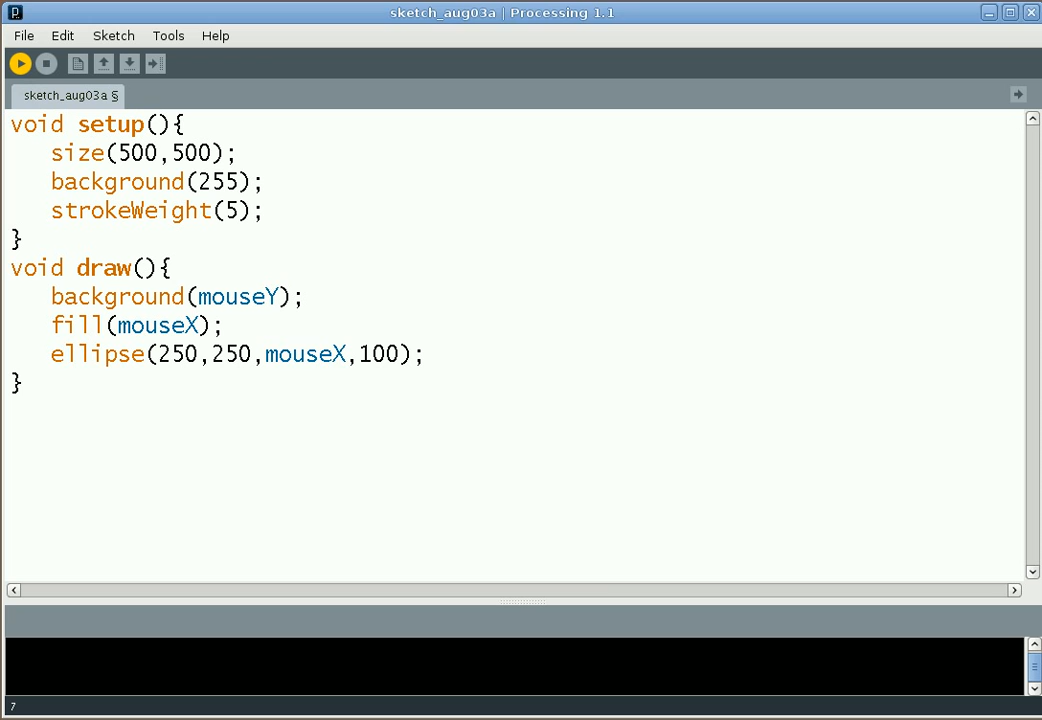 sketch_aug03a | Processing 1.1
File Edit Sketch Tools Help
sketch_aug03a §
void setup(){
   size(500,500);
   background(255);
   strokeWeight(5);
}
void draw(){
   background(mouseY);
   fill(mouseX);
   ellipse(250,250,mouseX,100);
}
7